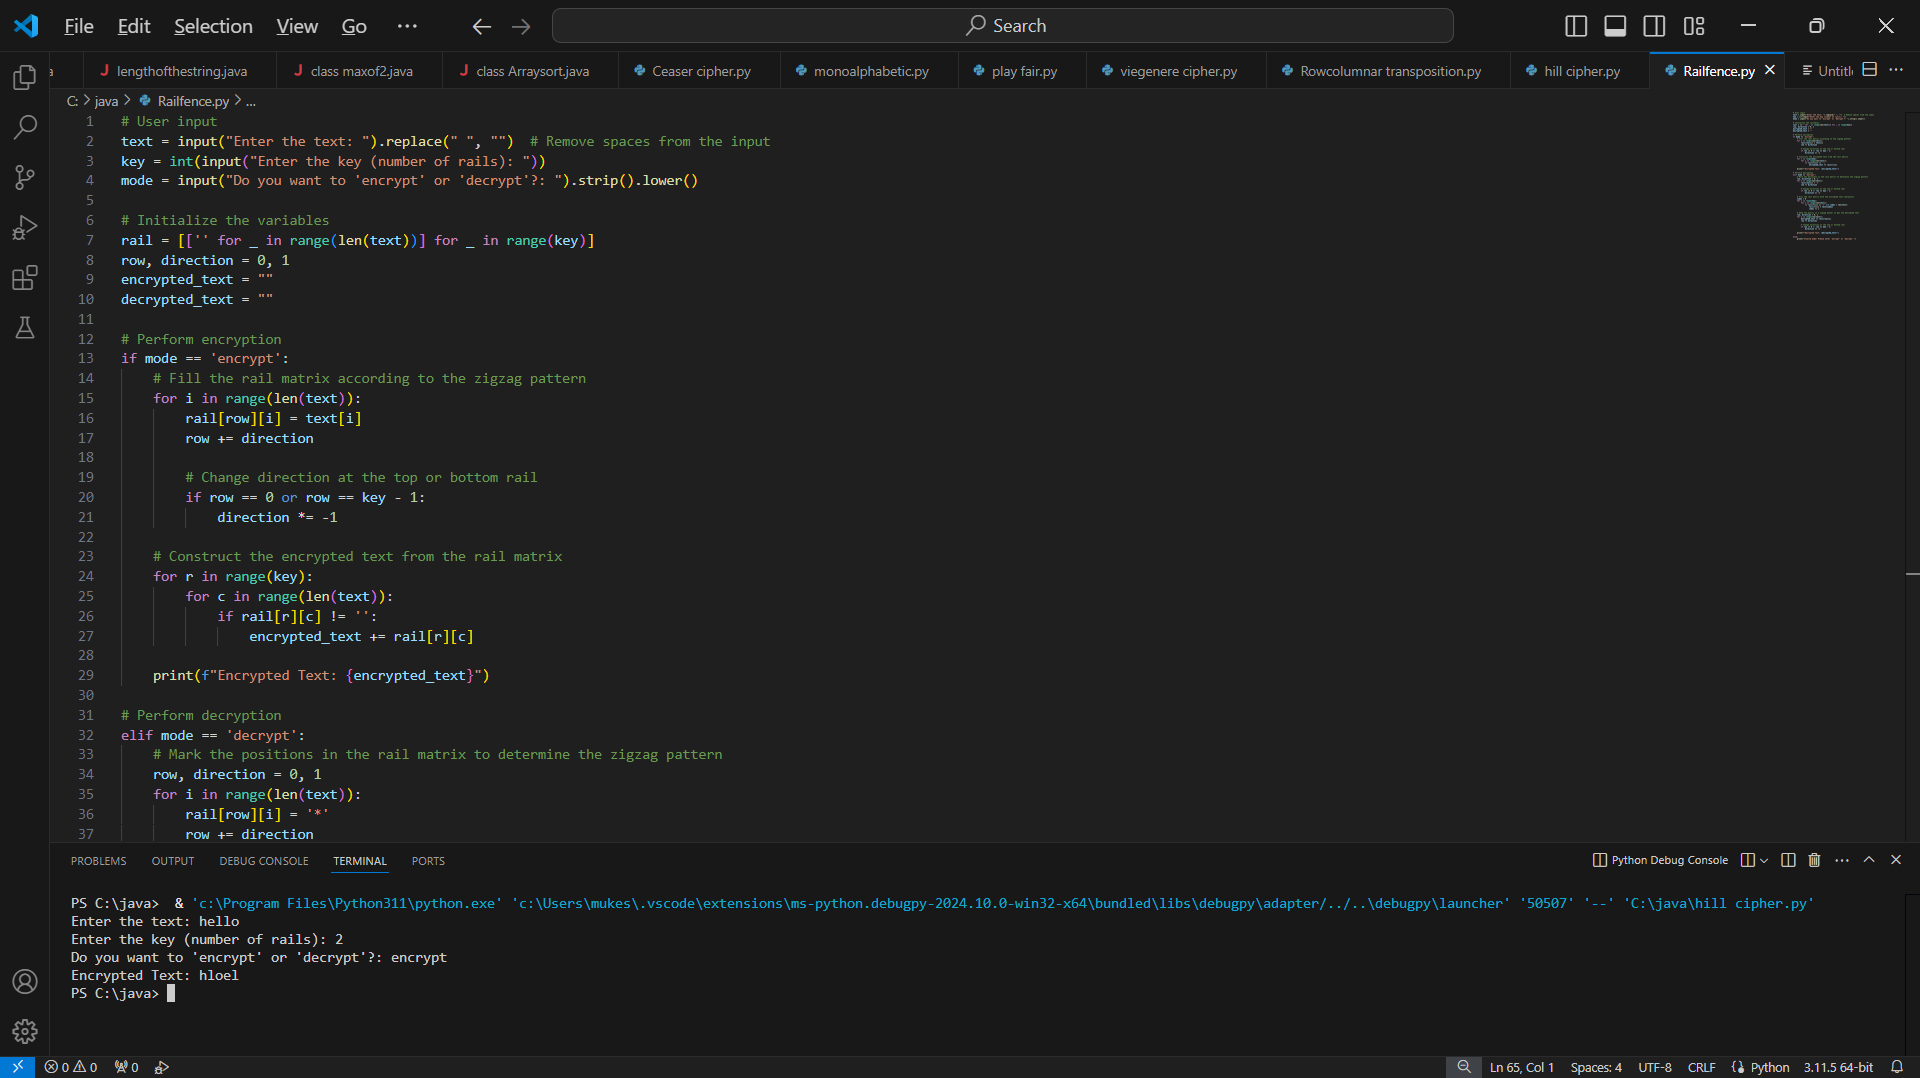 File Edit Selection View Go ··· Search
a lengthofthestring.java class maxof2.java class Arraysort.java Ceaser cipher.py monoalphabetic.py play fair.py viegenere cipher.py Rowcolumnar transposition.py hill cipher.py Railfence.py Untitl
C: > java > Railfence.py > ...
1 # User input
2 text = input("Enter the text: ").replace(" ", "")  # Remove spaces from the input
3 key = int(input("Enter the key (number of rails): "))
4 mode = input("Do you want to 'encrypt' or 'decrypt'?: ").strip().lower()
5
6 # Initialize the variables
7 rail = [['' for _ in range(len(text))] for _ in range(key)]
8 row, direction = 0, 1
9 encrypted_text = ""
10 decrypted_text = ""
11
12 # Perform encryption
13 if mode == 'encrypt':
14     # Fill the rail matrix according to the zigzag pattern
15     for i in range(len(text)):
16         rail[row][i] = text[i]
17         row += direction
18
19         # Change direction at the top or bottom rail
20         if row == 0 or row == key - 1:
21             direction *= -1
22
23     # Construct the encrypted text from the rail matrix
24     for r in range(key):
25         for c in range(len(text)):
26             if rail[r][c] != '':
27                 encrypted_text += rail[r][c]
28
29     print(f"Encrypted Text: {encrypted_text}")
30
31 # Perform decryption
32 elif mode == 'decrypt':
33     # Mark the positions in the rail matrix to determine the zigzag pattern
34     row, direction = 0, 1
35     for i in range(len(text)):
36         rail[row][i] = '*'
37         row += direction
PROBLEMS OUTPUT DEBUG CONSOLE TERMINAL PORTS Python Debug Console
PS C:\java>  & 'c:\Program Files\Python311\python.exe' 'c:\Users\mukes\.vscode\extensions\ms-python.debugpy-2024.10.0-win32-x64\bundled\libs\debugpy\adapter/../..\debugpy\launcher' '50507' '--' 'C:\java\hill cipher.py'
Enter the text: hello
Enter the key (number of rails): 2
Do you want to 'encrypt' or 'decrypt'?: encrypt
Encrypted Text: hloel
PS C:\java>
0 0 0 Ln 65, Col 1 Spaces: 4 UTF-8 CRLF Python 3.11.5 64-bit